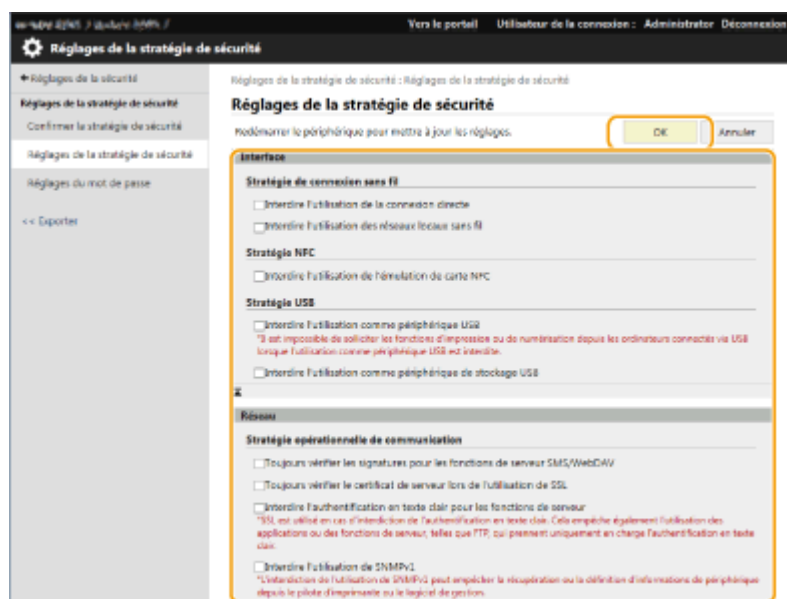 Vers le portail Utilisateur de la connexion : Administrator Déconnexion
Réglages de la stratégie de sécurité
Réglages de la sécurité
Réglages de la stratégie de sécurité : Réglages de la stratégie de sécurité
Réglages de la stratégie de sécurité
Confirmer la stratégie de sécurité
Réglages de la stratégie de sécurité
Réglages du mot de passe
<< Exporter
Réglages de la stratégie de sécurité
Redémarrer le périphérique pour mettre à jour les réglages.
OK Annuler
Interface
Stratégie de connexion sans fil
Interdire l'utilisation de la connexion directe
Interdire l'utilisation des réseaux locaux sans fil
Stratégie NFC
Interdire l'utilisation de l'émulation de carte NFC
Stratégie USB
Interdire l'utilisation comme périphérique USB
*Il est impossible de solliciter les fonctions d'impression ou de numérisation depuis les ordinateurs connectés via USB
lorsque l'utilisation comme périphérique USB est interdite.
Interdire l'utilisation comme périphérique de stockage USB
Réseau
Stratégie opérationnelle de communication
Toujours vérifier les signatures pour les fonctions de serveur SMS/WebDAV
Toujours vérifier le certificat de serveur lors de l'utilisation de SSL
Interdire l'authentification en texte clair pour les fonctions de serveur
*SSL est utilisé en cas d'interdiction de l'authentification en texte clair. Cela empêche également l'utilisation des
applications ou des fonctions de serveur, telles que FTP, qui prennent uniquement en charge l'authentification en texte
clair.
Interdire l'utilisation de SNMPv1
*L'interdiction de l'utilisation de SNMPv1 peut empêcher la récupération ou la définition d'informations de périphérique
depuis le pilote d'imprimante ou le logiciel de gestion.